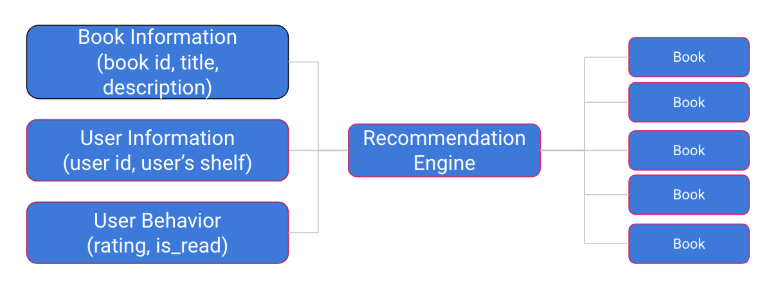 Book Information
(book id, title,
description)
User Information
(user id, user’s shelf)
User Behavior
(rating, is_read)
Recommendation
Engine
Book
Book
Book
Book
Book